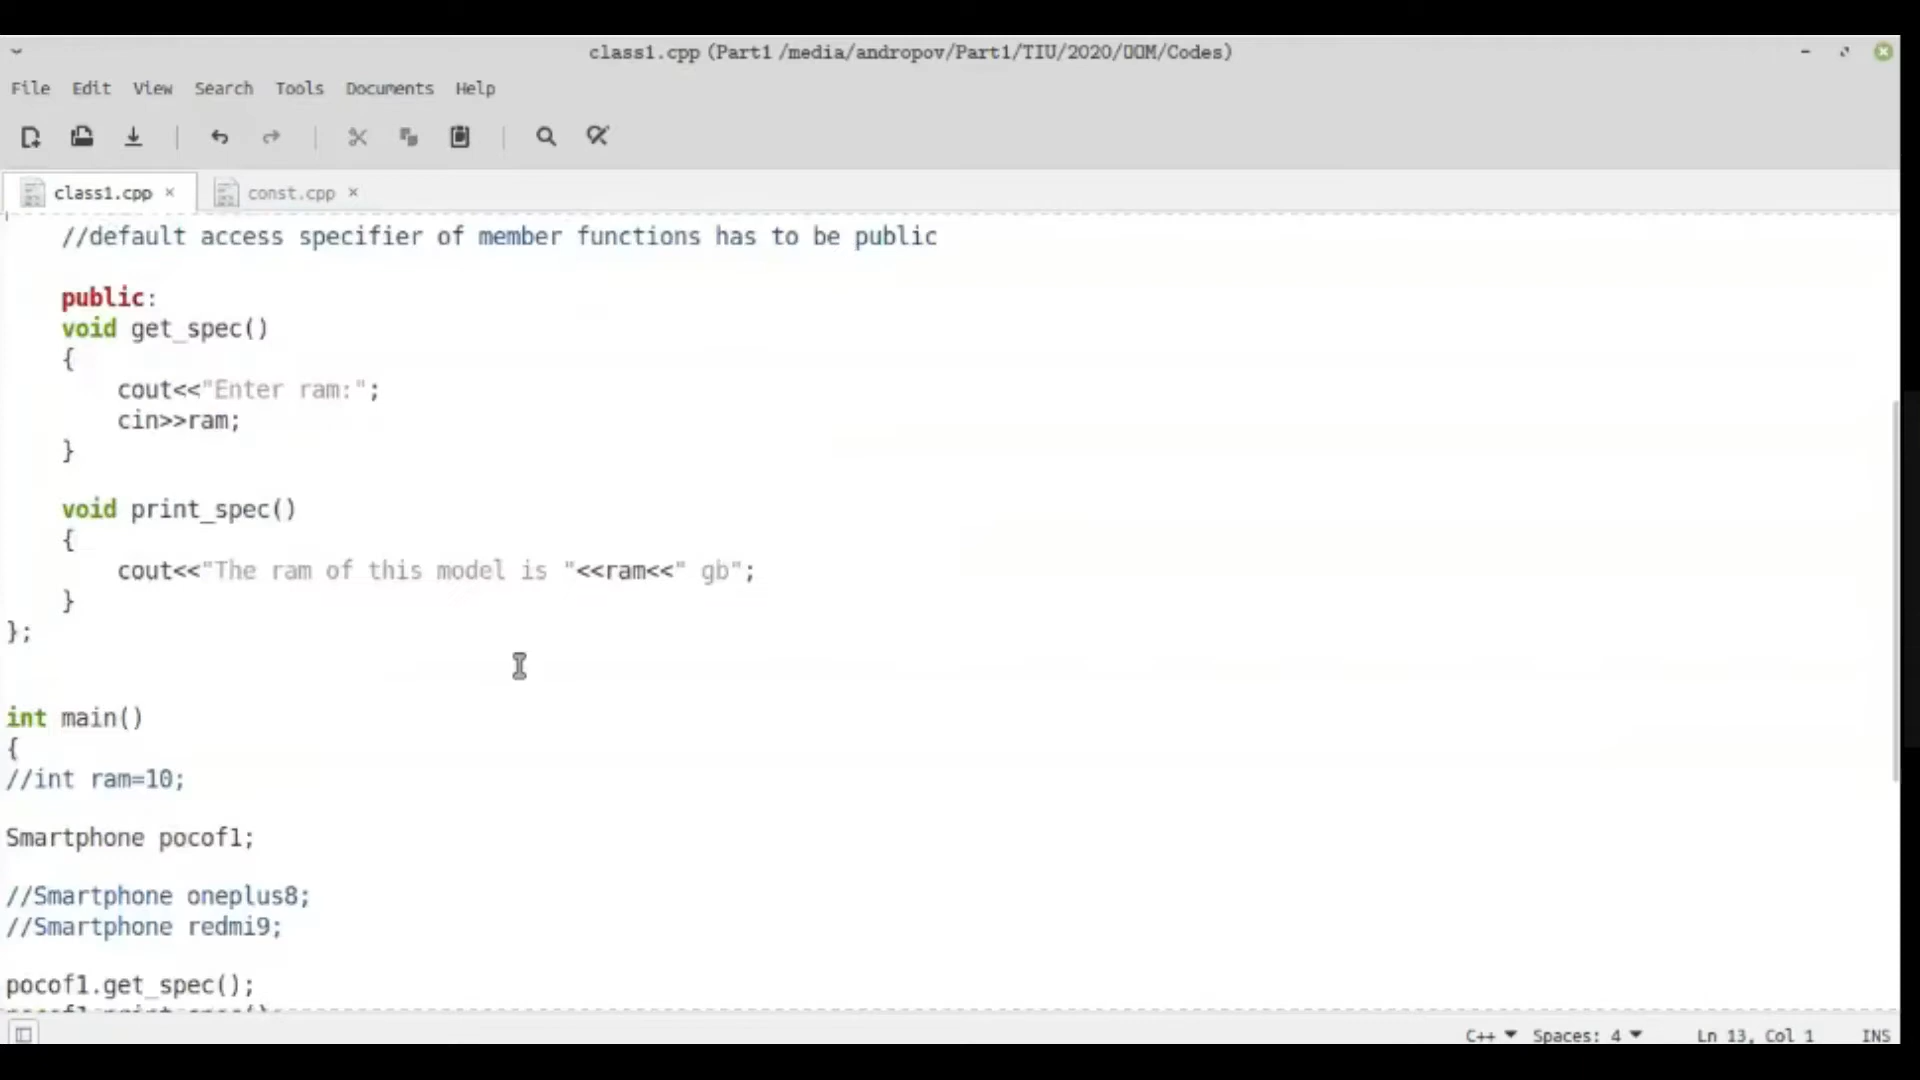 class1.cpp (Part1 /media/andropov/Part1/TIU/2020/OOM/Codes)
File Edit View Search Tools Documents Help
class1.cpp × const.cpp ×
//default access specifier of member functions has to be public
public:
void get_spec()
{
cout<<"Enter ram:";
cin>>ram;
}
void print_spec()
{
cout<<"The ram of this model is "<<ram<<" gb";
}
};
int main()
{
//int ram=10;
Smartphone pocof1;
//Smartphone oneplus8;
//Smartphone redmi9;
pocof1.get_spec();
C++ Spaces: 4 Ln 13, Col 1 INS